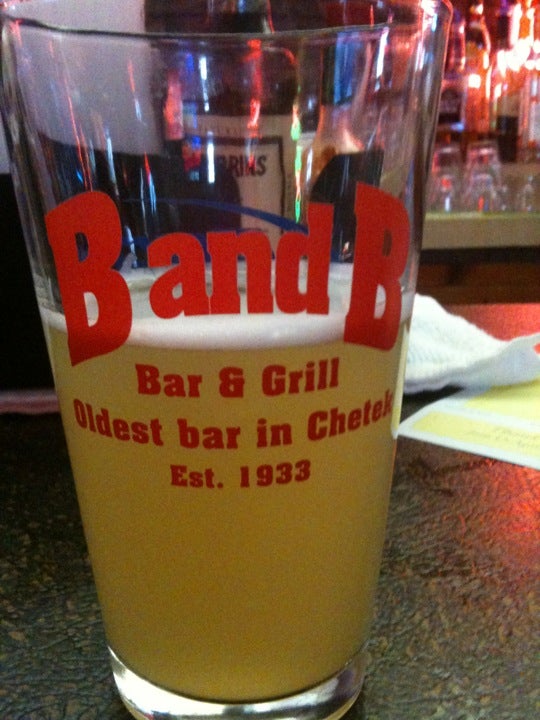 B and B
Bar & Grill
Oldest bar in Chetek
Est. 1933